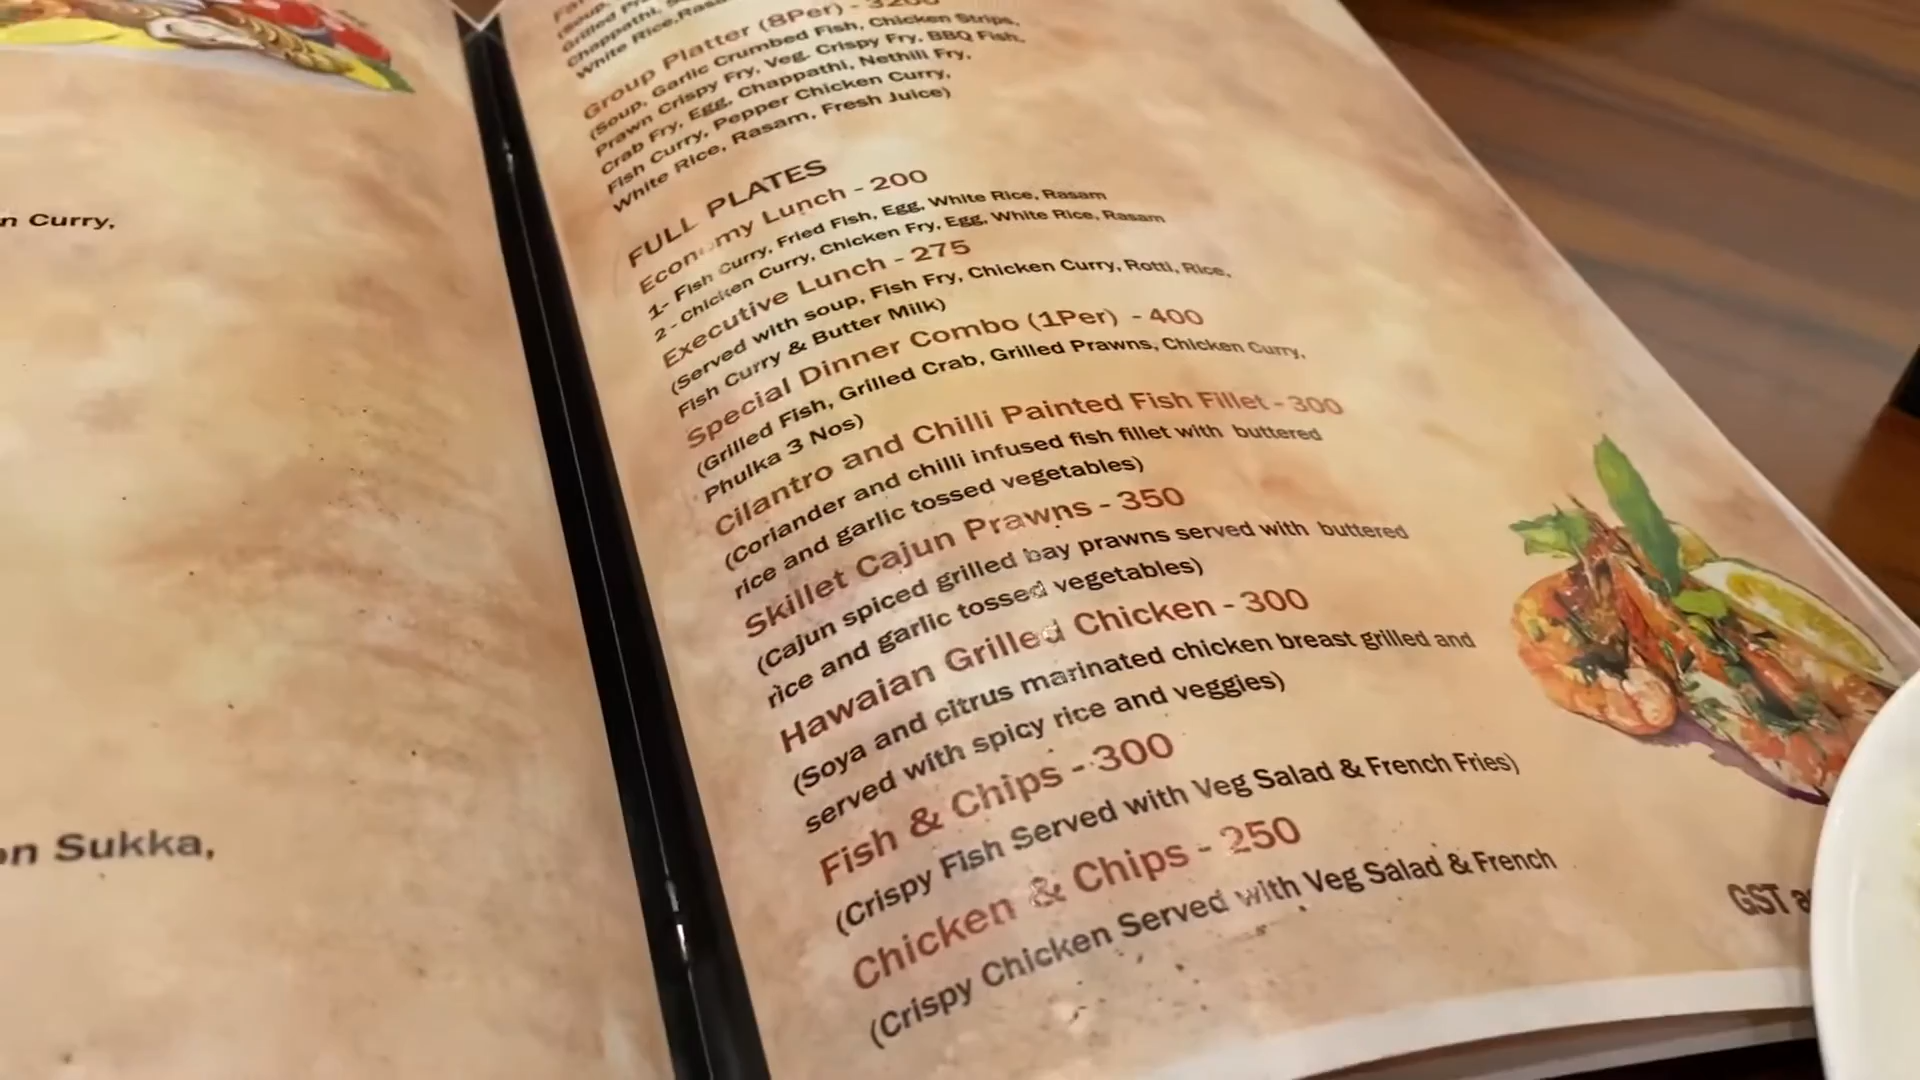 n Curry,
on Sukka,
Group Platter (8Per) - 3200
(Soup, Garlic Crumbed Fish, Chicken Strips,
Prawn Crispy Fry, Veg. Crispy Fry, BBQ Fish,
Crab Fry, Egg, Chappathi, Nethili Fry,
Fish Curry, Pepper Chicken Curry,
White Rice, Rasam, Fresh Juice)
FULL PLATES
Economy Lunch - 200
1- Fish Curry, Fried Fish, Egg, White Rice, Rasam
2 - Chicken Curry, Chicken Fry, Egg, White Rice, Rasam
Executive Lunch - 275
(Served with soup, Fish Fry, Chicken Curry, Rotti, Rice,
Fish Curry & Butter Milk)
Special Dinner Combo (1Per) - 400
(Grilled Fish, Grilled Crab, Grilled Prawns, Chicken Curry,
Phulka 3 Nos)
Cilantro and Chilli Painted Fish Fillet - 300
(Coriander and chilli infused fish fillet with buttered
rice and garlic tossed vegetables)
Skillet Cajun Prawns - 350
(Cajun spiced grilled bay prawns served with buttered
rice and garlic tossed vegetables)
Hawaian Grilled Chicken - 300
(Soya and citrus marinated chicken breast grilled and
served with spicy rice and veggies)
Fish & Chips - 300
(Crispy Fish Served with Veg Salad & French Fries)
Chicken & Chips - 250
(Crispy Chicken Served with Veg Salad & French
GST